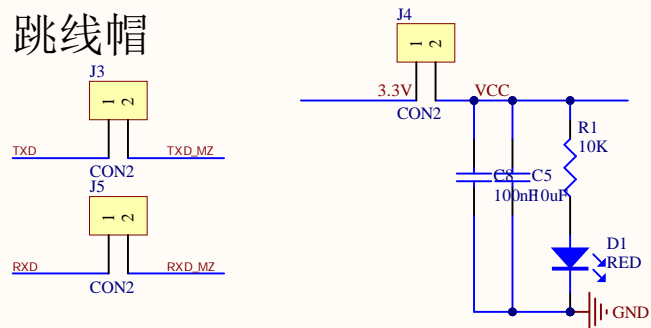 跳线帽
J3
1 2
TXD TXD_MZ
CON2
J5
1 2
RXD RXD_MZ
CON2
J4
1 2
3.3V VCC
CON2
R1
10K
C8 C5
100nF 10uF
D1
RED
GND